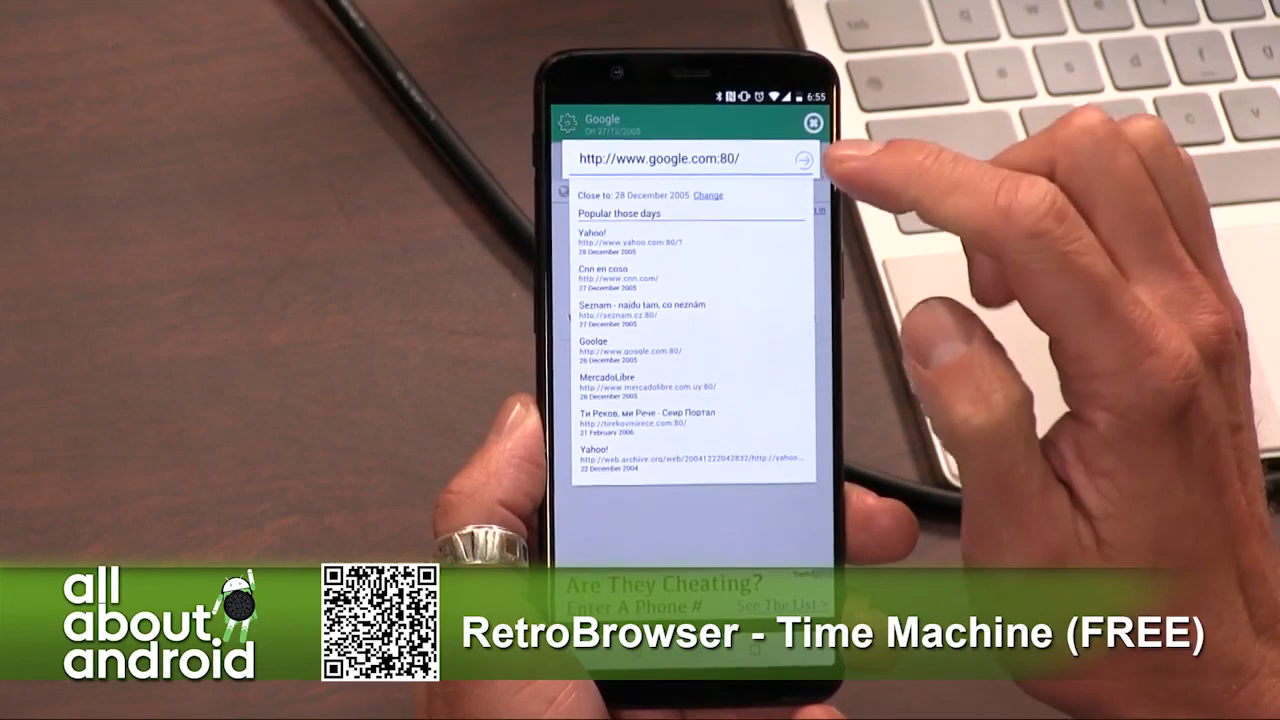 tab
q
w
e
r
t
a
s
d
f
g
c
v
6:55
Google
On 27/12/2005
http://www.google.com:80/
Close to: 28 December 2005 Change
Popular those days
Yahoo!
http://www.yahoo.com:80/?
28 December 2005
Cnn en coso
http://www.cnn.com/
27 December 2005
Seznam - najdu tam, co neznám
http://seznam.cz:80/
27 December 2005
Goolge
http://www.google.com:80/
26 December 2005
MercadoLibre
http://www.mercadolibre.com.uy:80/
26 December 2005
Ти Реков, ми Рече - Сеир Портал
http://tirekovmirece.com:80/
21 February 2006
Yahoo!
http://web.archive.org/web/20041222042832/http://yahoo...
22 December 2004
Are They Cheating?
Enter A Phone # See The List >
all
about
android
RetroBrowser - Time Machine (FREE)